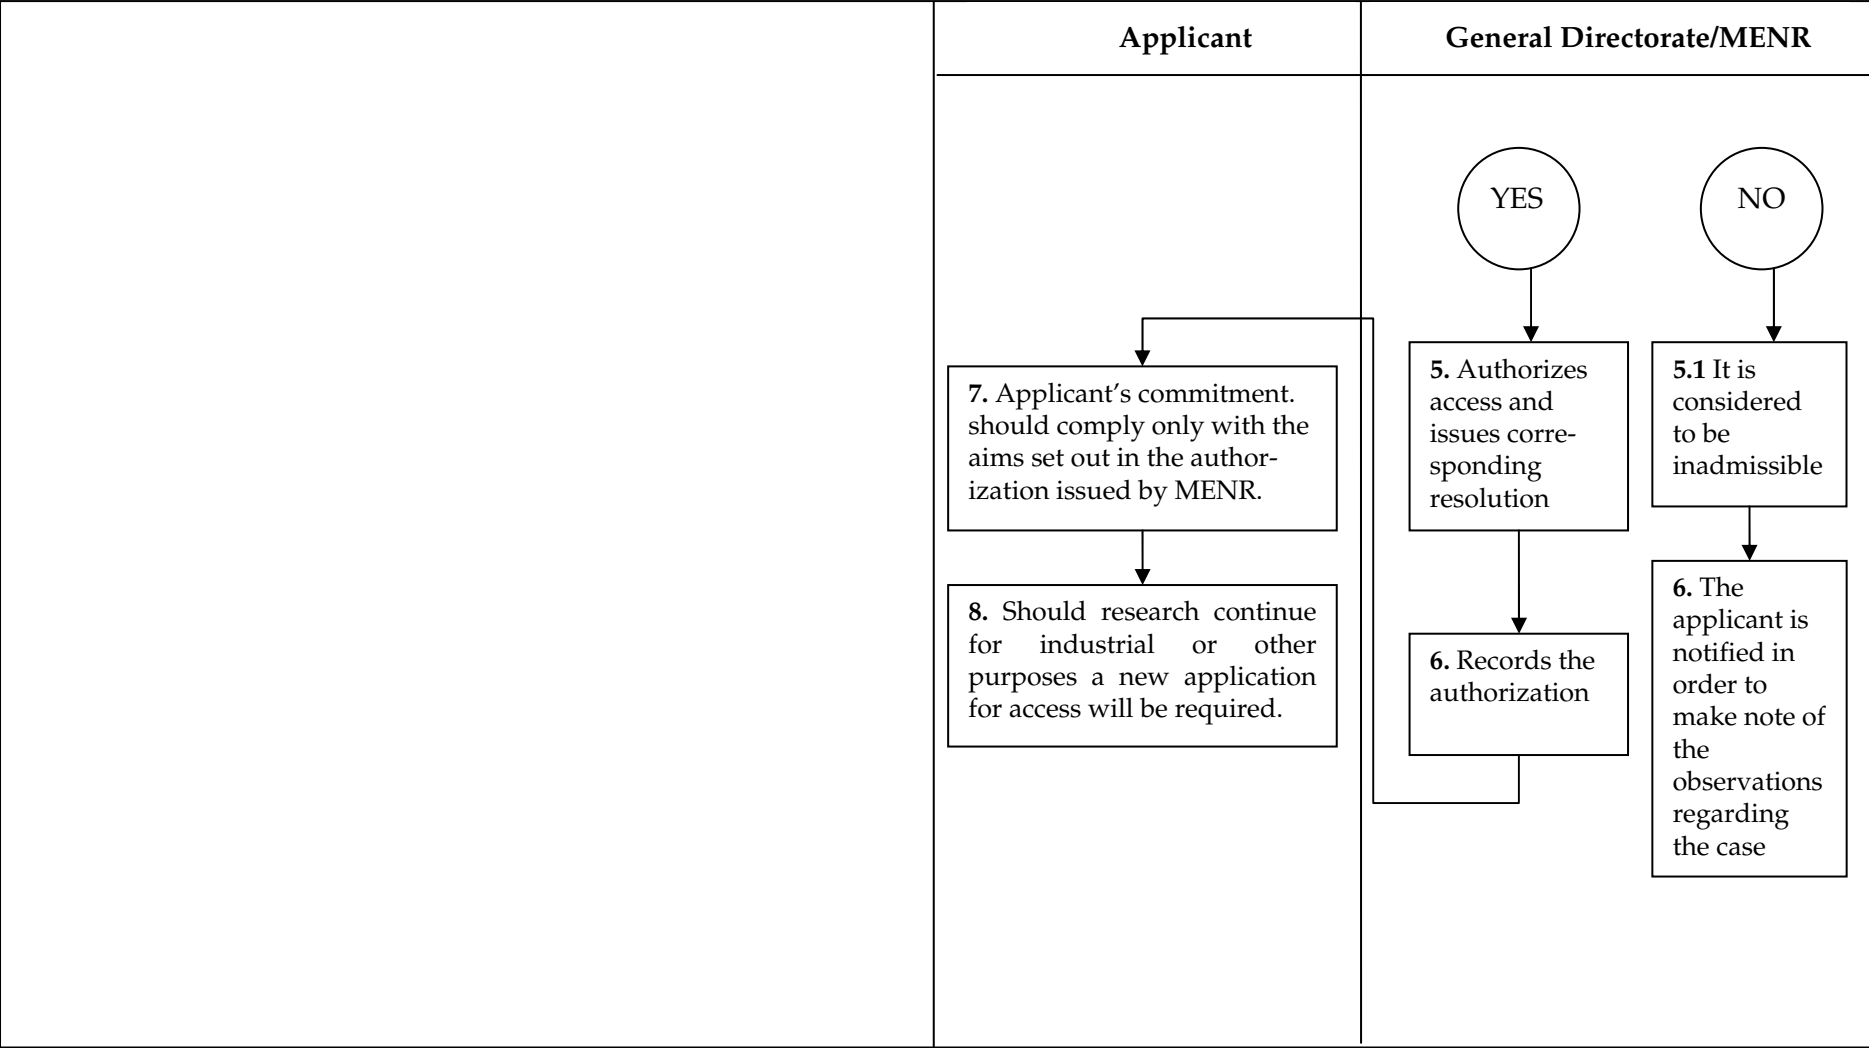 Applicant
General Directorate/MENR
YES
NO
7. Applicant’s commitment.
should comply only with the
aims set out in the author-
ization issued by MENR.
8. Should research continue
for industrial or other
purposes a new application
for access will be required.
5. Authorizes
access and
issues corre-
sponding
resolution
6. Records the
authorization
5.1 It is
considered
to be
inadmissible
6. The
applicant is
notified in
order to
make note of
the
observations
regarding
the case